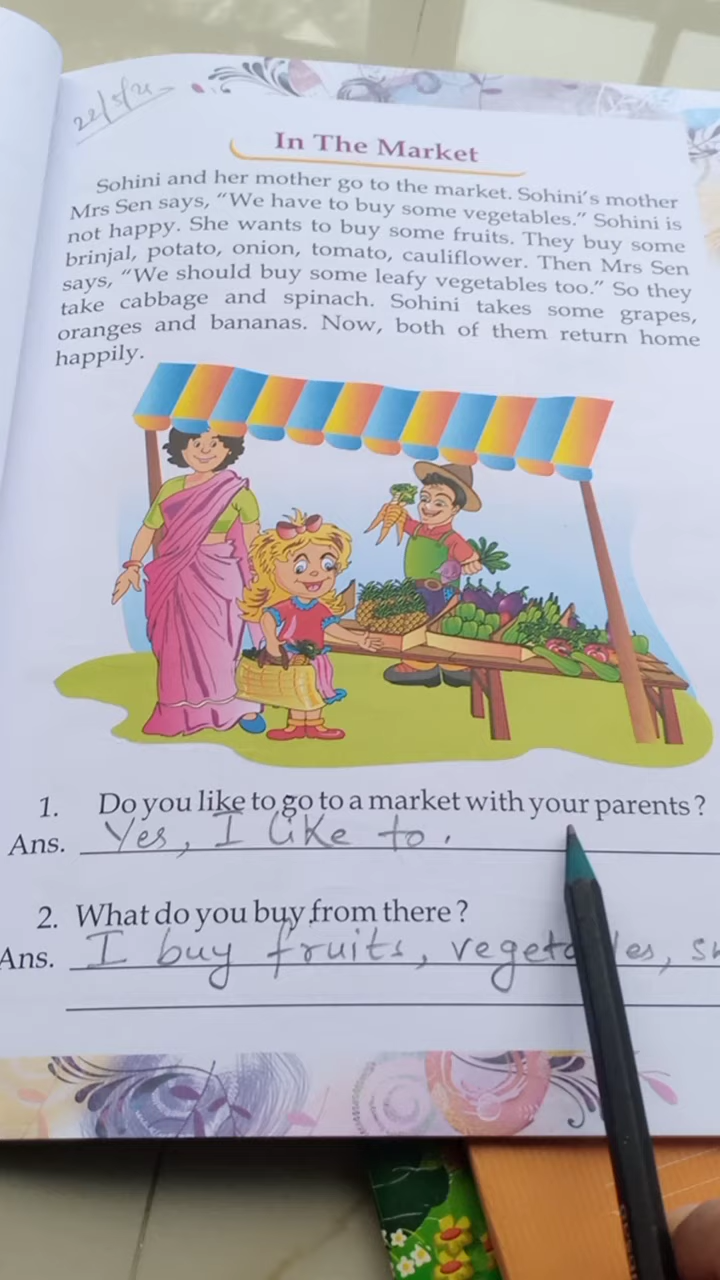 22/5/21
In The Market
Sohini and her mother go to the market. Sohini's mother
Mrs Sen says, "We have to buy some vegetables." Sohini is
not happy. She wants to buy some fruits. They buy some
brinjal, potato, onion, tomato, cauliflower. Then Mrs Sen
says, "We should buy some leafy vegetables too." So they
take cabbage and spinach. Sohini takes some grapes,
oranges and bananas. Now, both of them return home
happily.
1. Do you like to go to a market with your parents?
Ans. Yes, I like to.
2. What do you buy from there?
Ans. I buy fruits, vegetables,